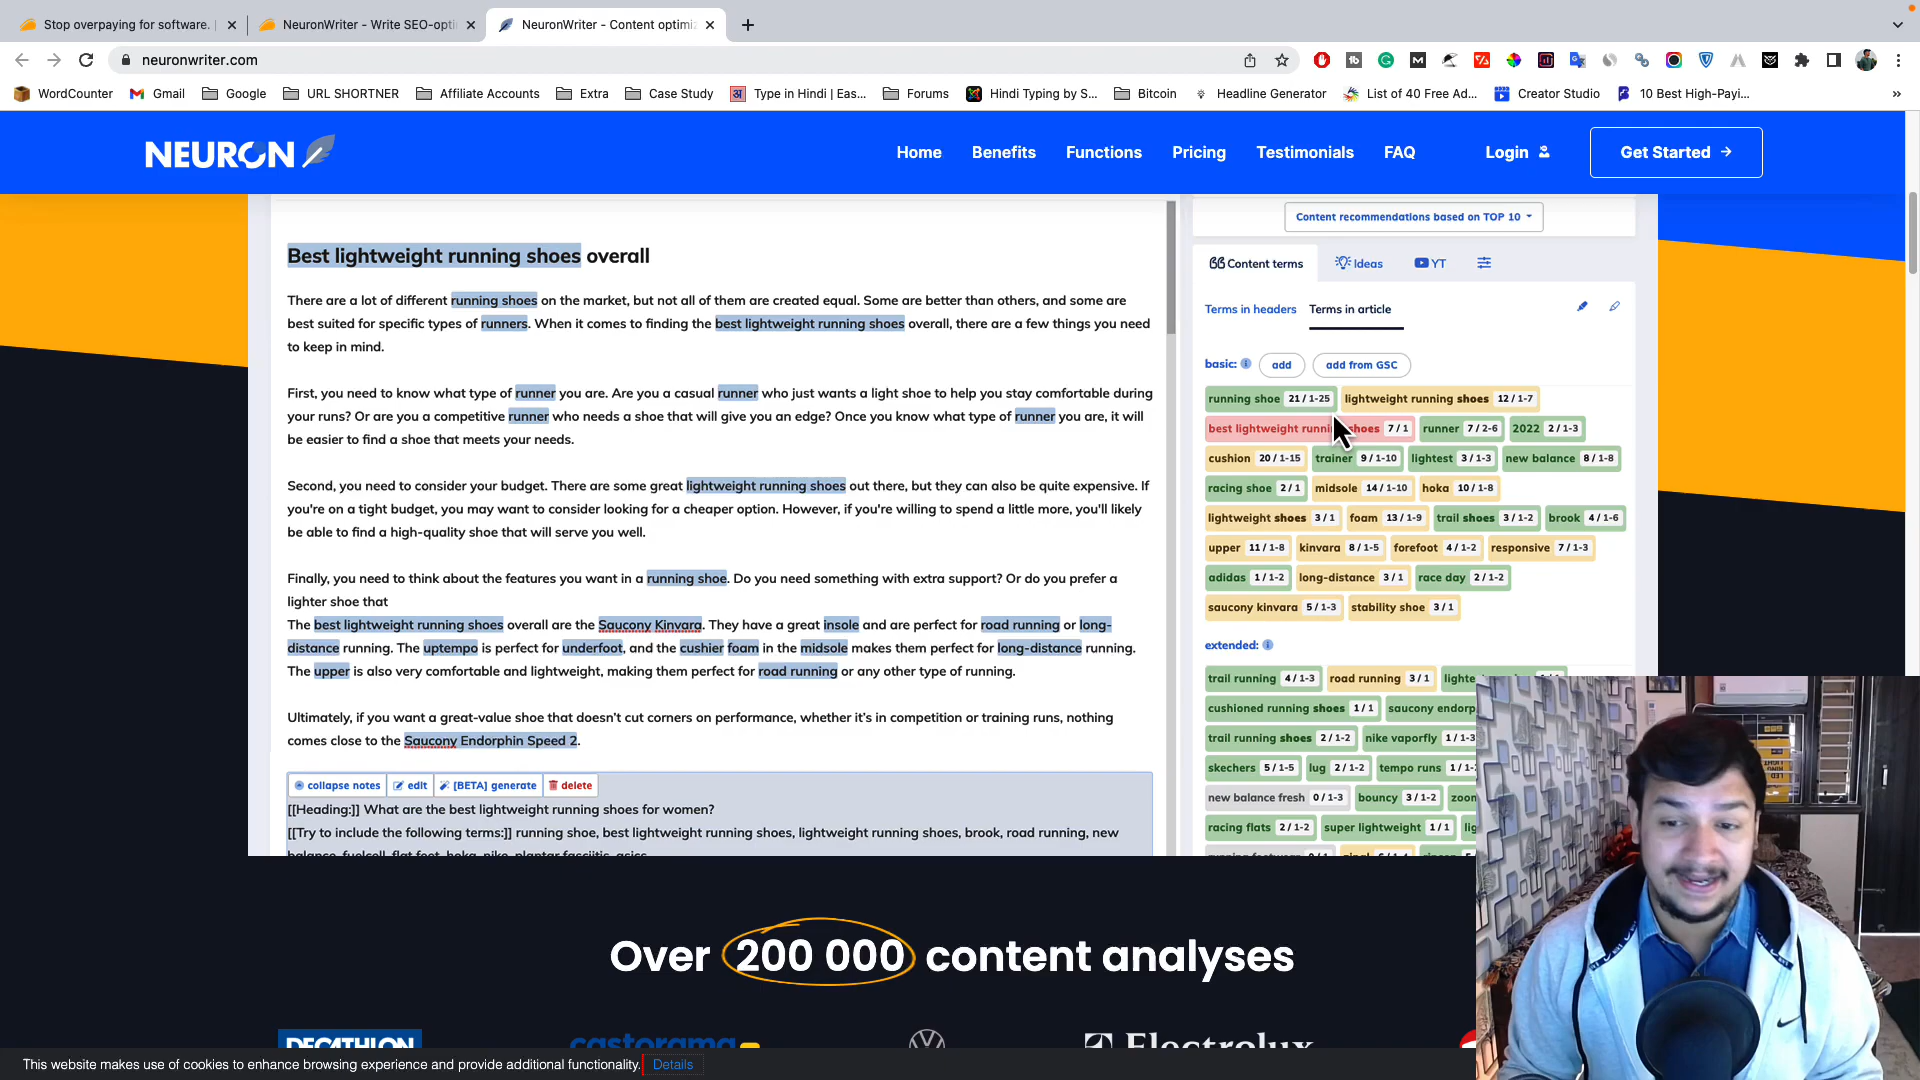 Stop overpaying for software.
NeuronWriter - Write SEO-opti
NeuronWriter - Content optimiz
neuronwriter.com
WordCounter
Gmail
Google
URL SHORTNER
Affiliate Accounts
Extra
Case Study
Type in Hindi | Eas...
Forums
Hindi Typing by S...
Bitcoin
Headline Generator
List of 40 Free Ad...
Creator Studio
10 Best High-Payi...
NEURON
Home
Benefits
Functions
Pricing
Testimonials
FAQ
Login
Get Started
Best lightweight running shoes overall
There are a lot of different running shoes on the market, but not all of them are created equal. Some are better than others, and some are
best suited for specific types of runners. When it comes to finding the best lightweight running shoes overall, there are a few things you need
to keep in mind.
First, you need to know what type of runner you are. Are you a casual runner who just wants a light shoe to help you stay comfortable during
your runs? Or are you a competitive runner who needs a shoe that will give you an edge? Once you know what type of runner you are, it will
be easier to find a shoe that meets your needs.
Second, you need to consider your budget. There are some great lightweight running shoes out there, but they can also be quite expensive. If
you're on a tight budget, you may want to consider looking for a cheaper option. However, if you're willing to spend a little more, you'll likely
be able to find a high-quality shoe that will serve you well.
Finally, you need to think about the features you want in a running shoe. Do you need something with extra support? Or do you prefer a
lighter shoe that
The best lightweight running shoes overall are the Saucony Kinvara. They have a great insole and are perfect for road running or long-
distance running. The uptempo is perfect for underfoot, and the cushier foam in the midsole makes them perfect for long-distance running.
The upper is also very comfortable and lightweight, making them perfect for road running or any other type of running.
Ultimately, if you want a great-value shoe that doesn't cut corners on performance, whether it's in competition or training runs, nothing
comes close to the Saucony Endorphin Speed 2.
collapse notes
edit
[BETA] generate
delete
[[Heading:]] What are the best lightweight running shoes for women?
[[Try to include the following terms:]] running shoe, best lightweight running shoes, lightweight running shoes, brook, road running, new
balance, fuelcell, flat feet, hoka, nike, plantar fasciitis, asics
Content recommendations based on TOP 10
Content terms
Ideas
YT
Terms in headers
Terms in article
basic:
add
add from GSC
running shoe 21 / 1-25
lightweight running shoes 12 / 1-7
best lightweight runni shoes 7 / 1
runner 7 / 2-6
2022 2 / 1-3
cushion 20 / 1-15
trainer 9 / 1-10
lightest 3 / 1-3
new balance 8 / 1-8
racing shoe 2 / 1
midsole 14 / 1-10
hoka 10 / 1-8
lightweight shoes 3 / 1
foam 13 / 1-9
trail shoes 3 / 1-2
brook 4 / 1-6
upper 11 / 1-8
kinvara 8 / 1-5
forefoot 4 / 1-2
responsive 7 / 1-3
adidas 1 / 1-2
long-distance 3 / 1
race day 2 / 1-2
saucony kinvara 5 / 1-3
stability shoe 3 / 1
extended:
trail running 4 / 1-3
road running 3 / 1
lighte
cushioned running shoes 1 / 1
saucony endorp
trail running shoes 2 / 1-2
nike vaporfly 1 / 1-3
skechers 5 / 1-5
lug 2 / 1-2
tempo runs 1 / 1-
new balance fresh 0 / 1-3
bouncy 3 / 1-2
zoon
racing flats 2 / 1-2
super lightweight 1 / 1
lig
Over 200 000 content analyses
DECATHLON
castorama
Electrolux
This website makes use of cookies to enhance browsing experience and provide additional functionality.
Details